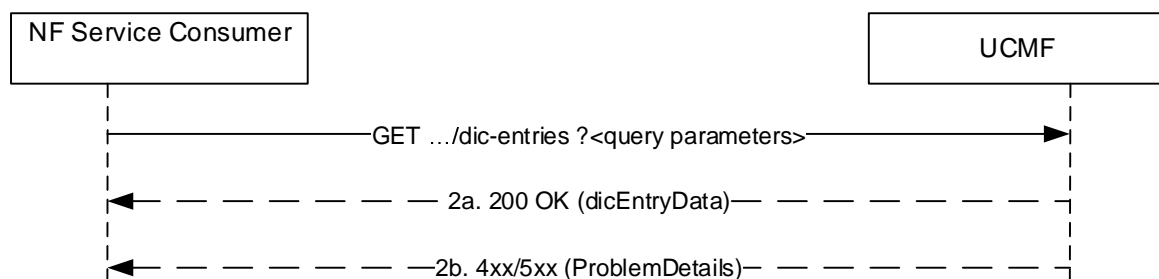 NF Service Consumer
UCMF
GET …/dic-entries ?<query parameters>
2a. 200 OK (dicEntryData)
2b. 4xx/5xx (ProblemDetails)